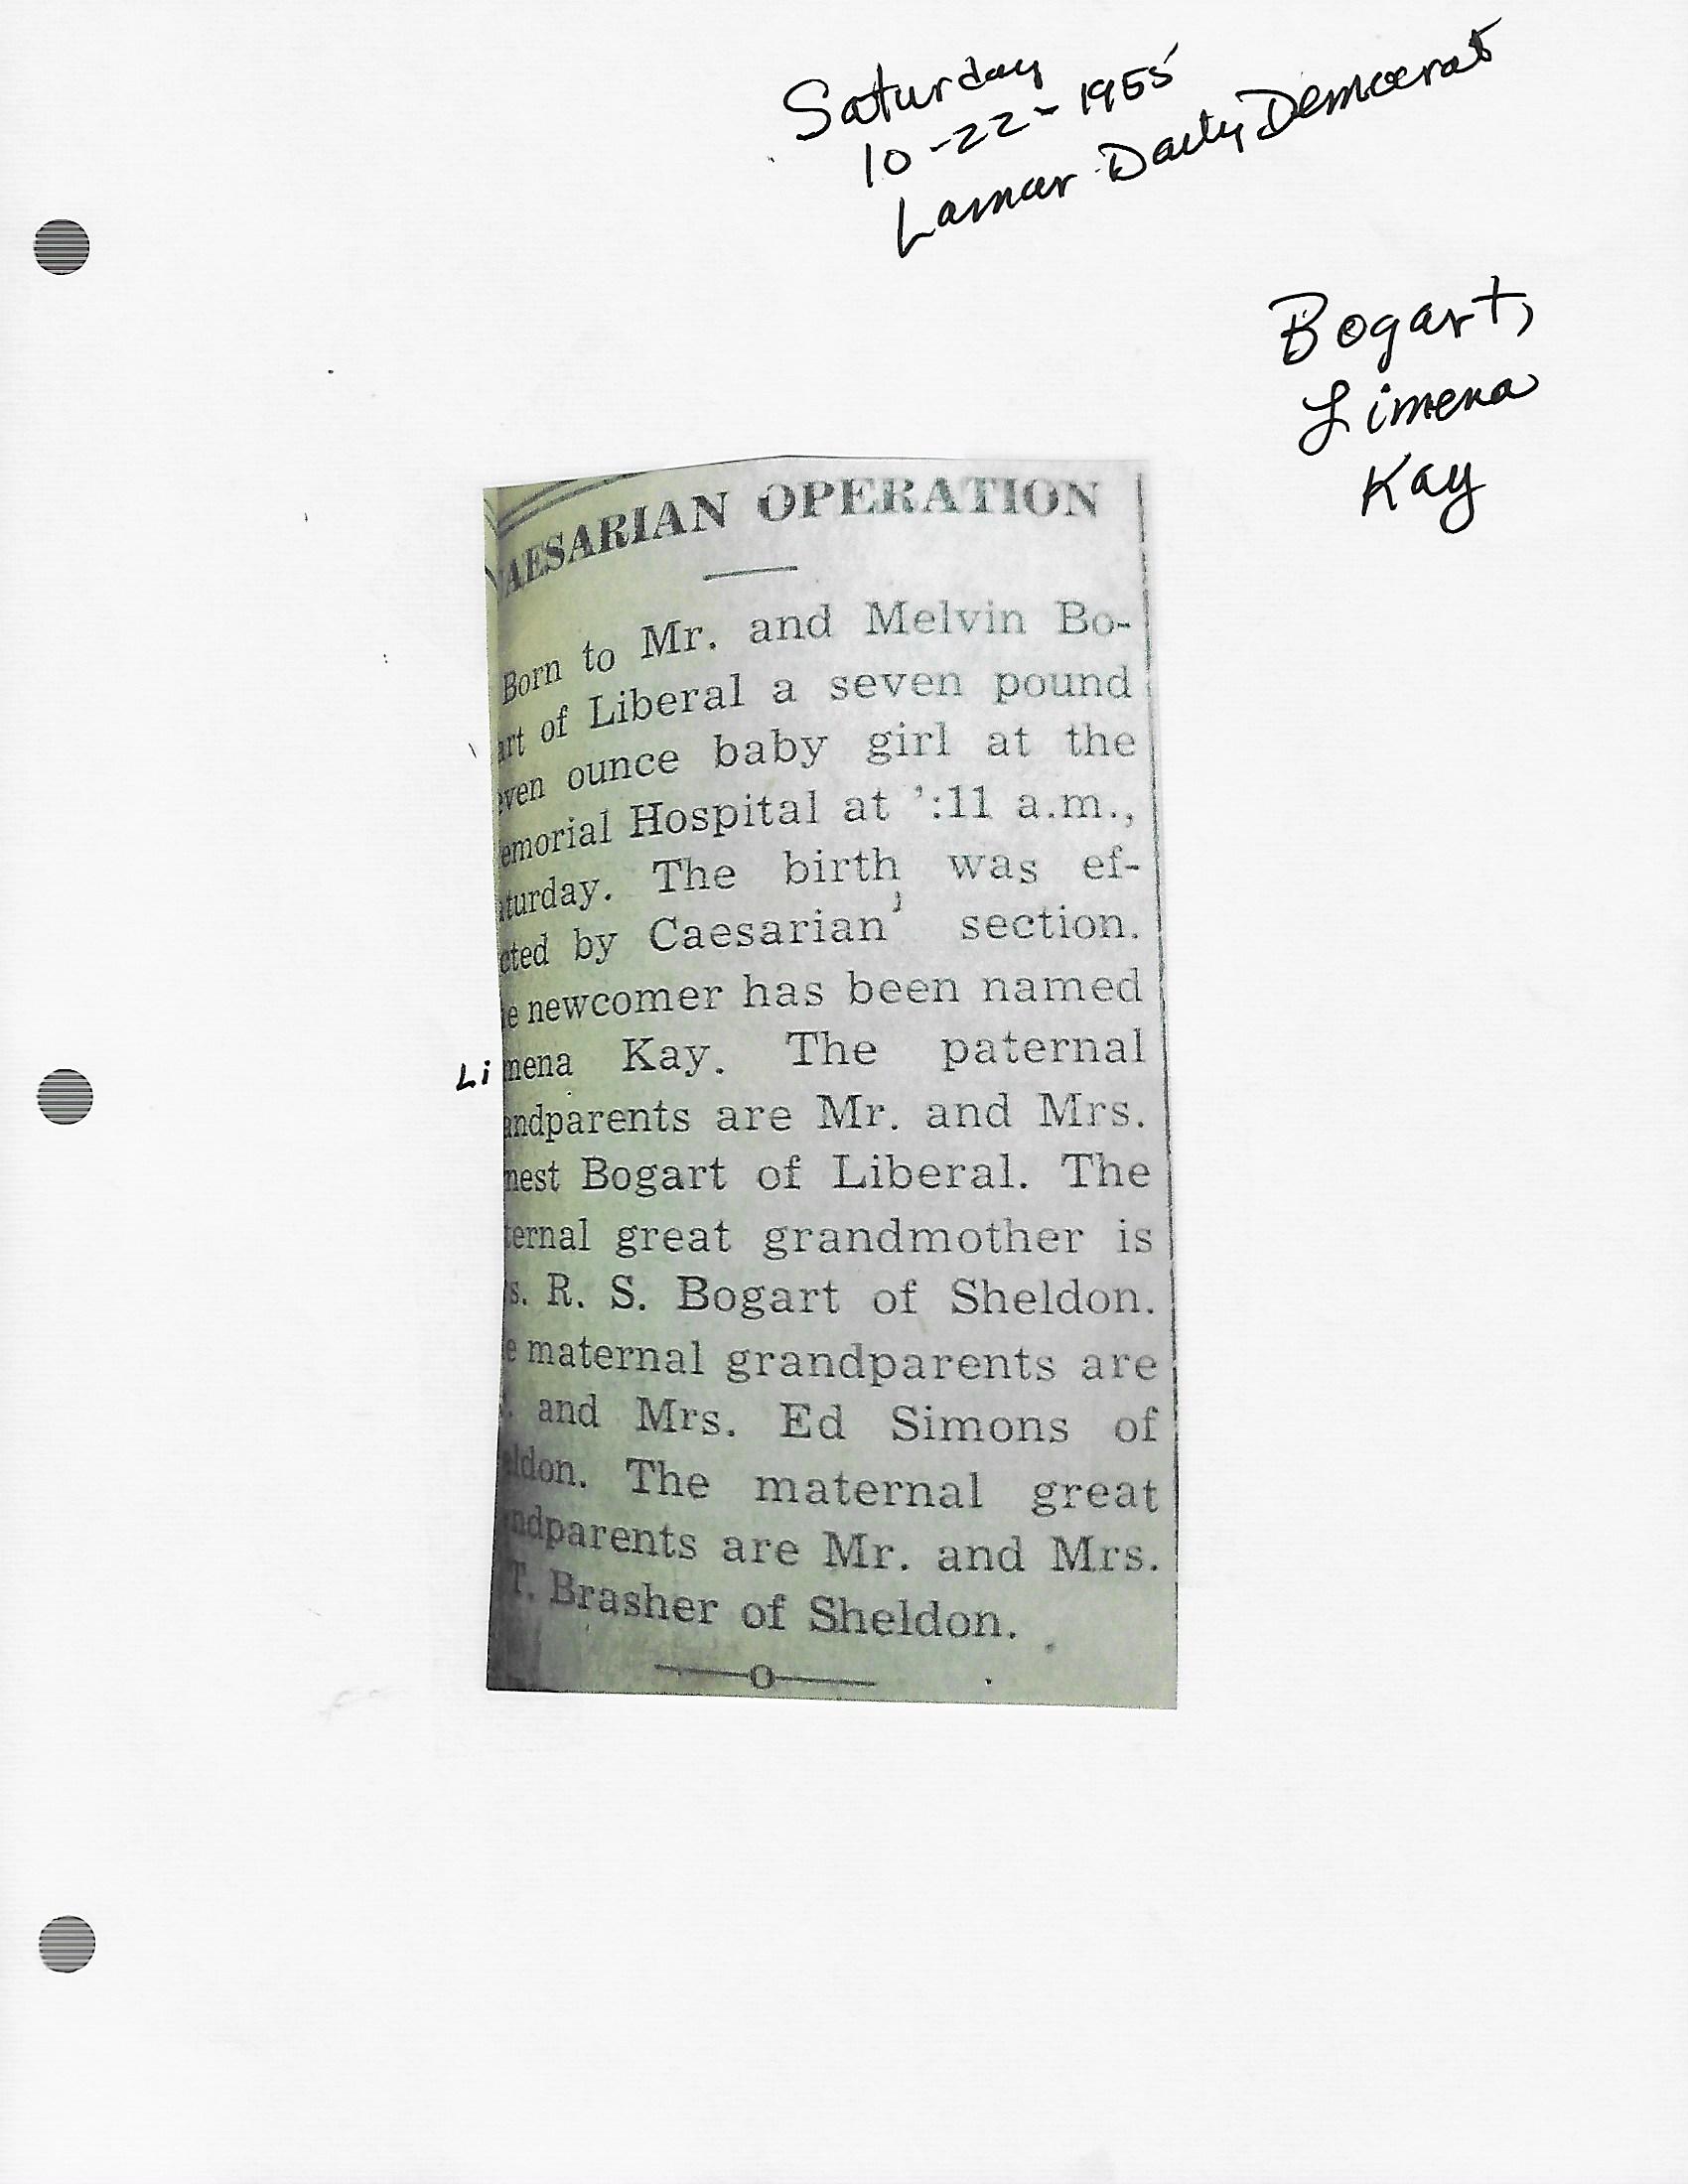 Saturday
10-22-1955
Lamar Daily Democrat
Bogart,
Limena
Kay
AESARIAN OPERATION
Born to Mr. and Melvin Bo-
art of Liberal a seven pound
even ounce baby girl at the
emorial Hospital at ':11 a.m.,
aturday. The birth was ef-
cted by Caesarian' section.
e newcomer has been named
Limena Kay. The paternal
andparents are Mr. and Mrs.
nest Bogart of Liberal. The
ternal great grandmother is
s. R. S. Bogart of Sheldon.
e maternal grandparents are
. and Mrs. Ed Simons of
eldon. The maternal great
ndparents are Mr. and Mrs.
T. Brasher of Sheldon.